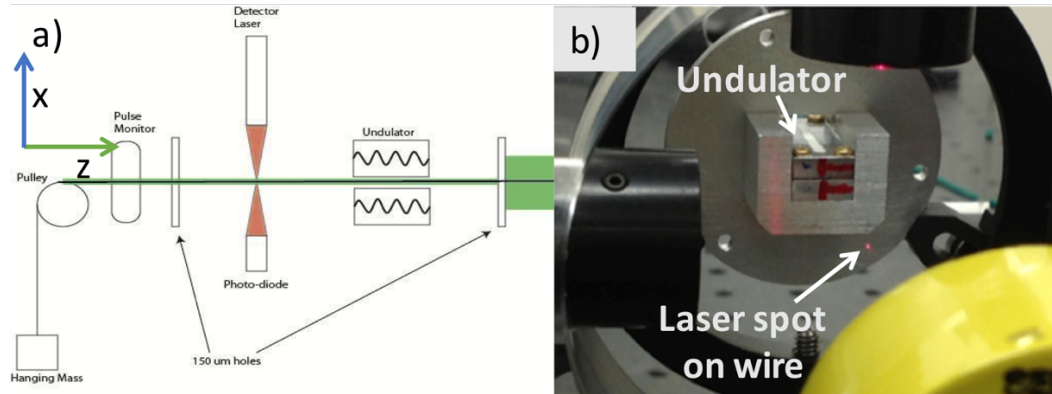 a)
Detector
Laser
X
Pulse
Monitor
Undulator
Z
Pulley
Photo-diode
150 um holes
Hanging Mass
b)
Undulator
Laser spot
on wire